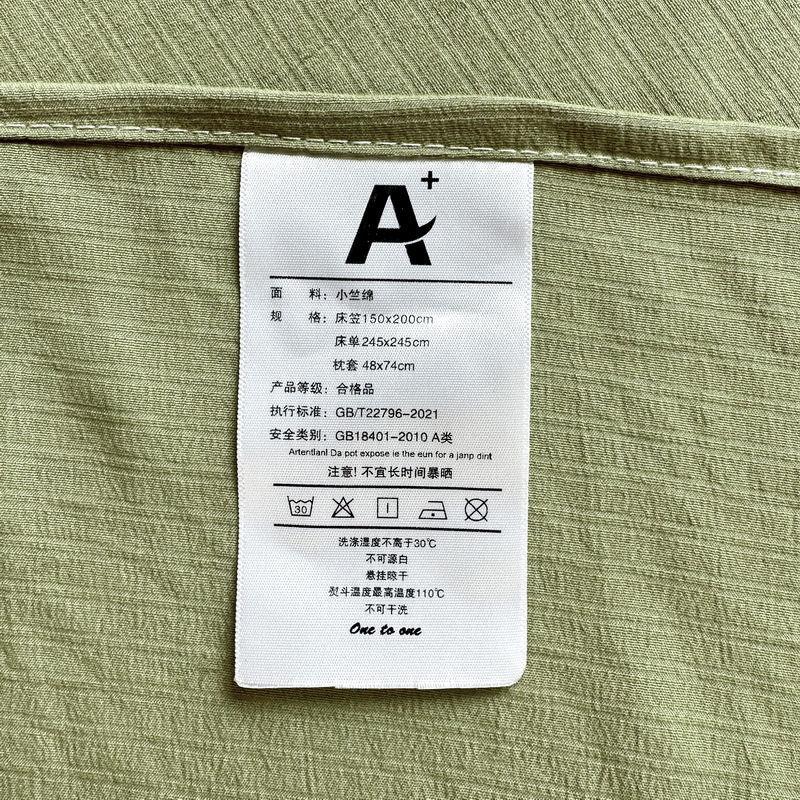 A+
面 料：小竺绵
规 格：床笠150x200cm
床单245x245cm
枕套 48x74cm
产品等级：合格品
执行标准：GB/T22796-2021
安全类别：GB18401-2010 A类
Artentlanl Da pot expose ie the eun for a janp dint
注意! 不宜长时间暴晒
30
洗涤湿度不高于30℃
不可源白
悬挂晾干
熨斗温度最高温度110℃
不可干洗
One to one